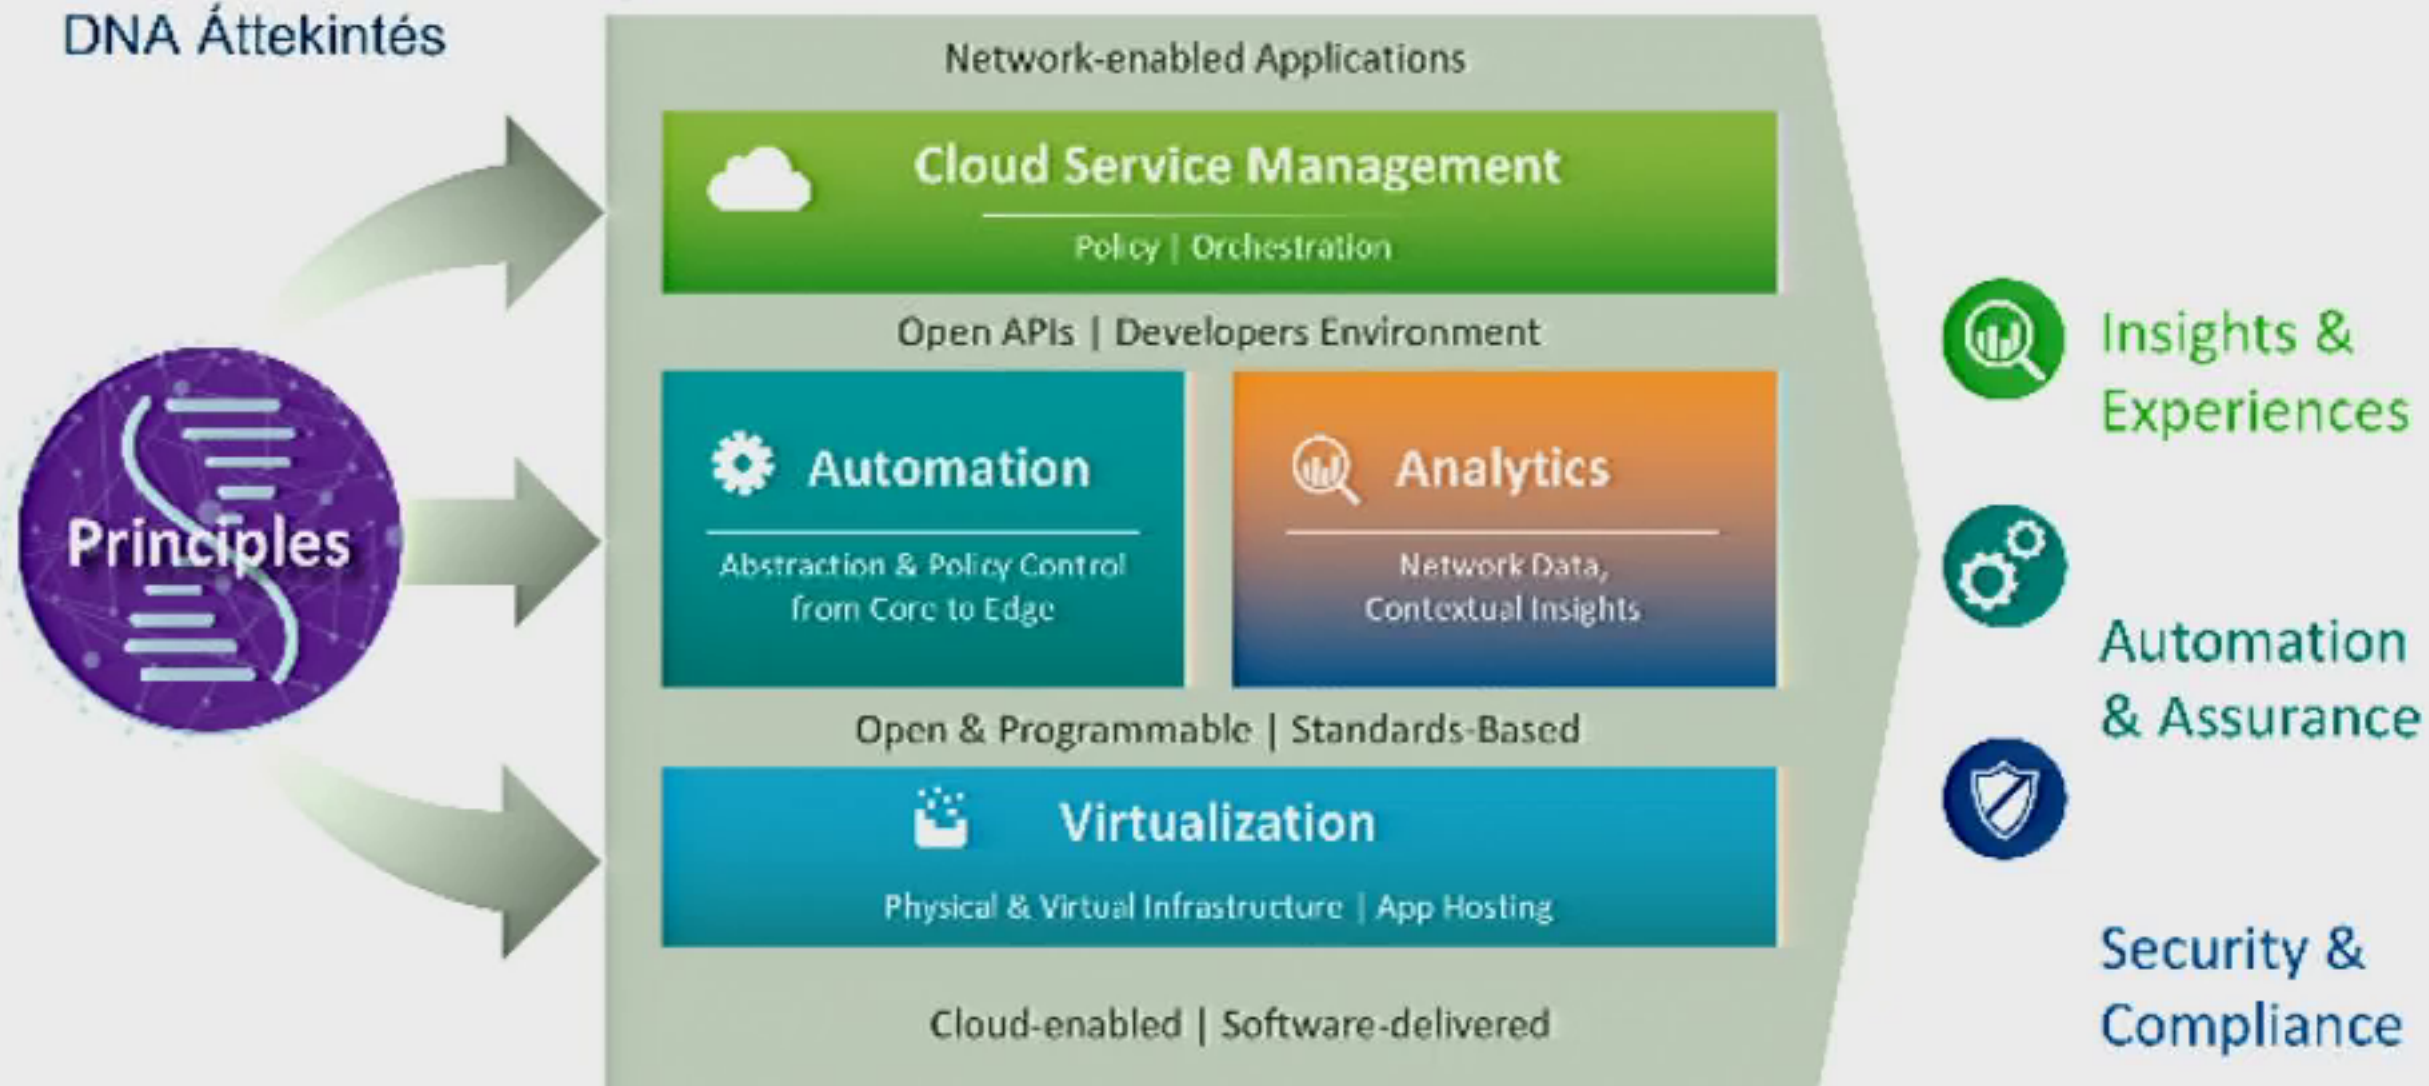 DNA Áttekintés
Network-enabled Applications
Cloud Service Management
Policy | Orchestration
Open APIs | Developers Environment
Principles
Automation
Abstraction & Policy Control
from Core to Edge
Analytics
Network Data,
Contextual Insights
Open & Programmable | Standards-Based
Virtualization
Physical & Virtual Infrastructure | App Hosting
Cloud-enabled | Software-delivered
Insights &
Experiences
Automation
& Assurance
Security &
Compliance